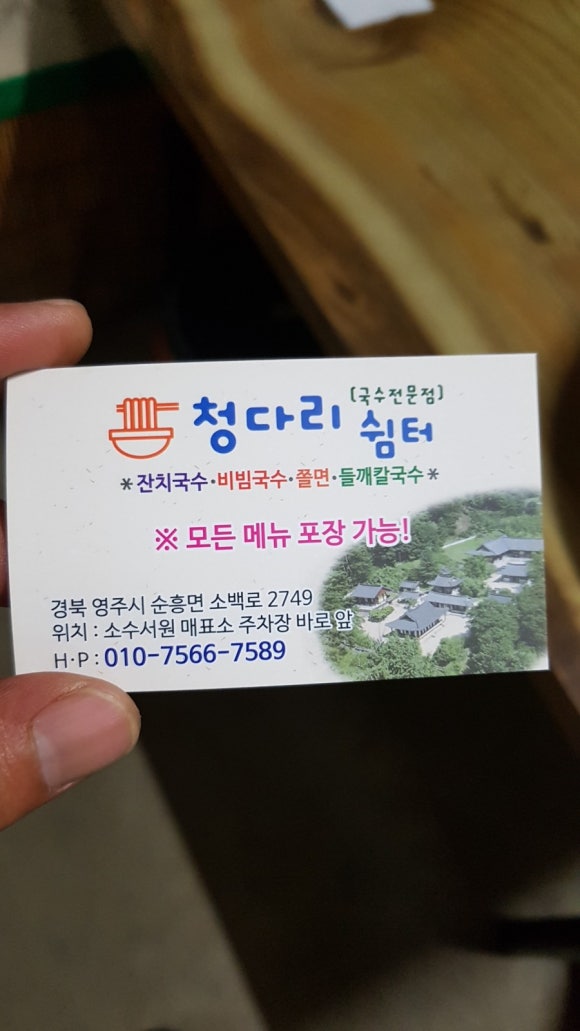 청다리 쉼터 [국수전문점]
*잔치국수·비빔국수·쫄면·들깨칼국수*
※ 모든 메뉴 포장 가능!
경북 영주시 순흥면 소백로 2749
위치 : 소수서원 매표소 주차장 바로 앞
H·P : 010-7566-7589